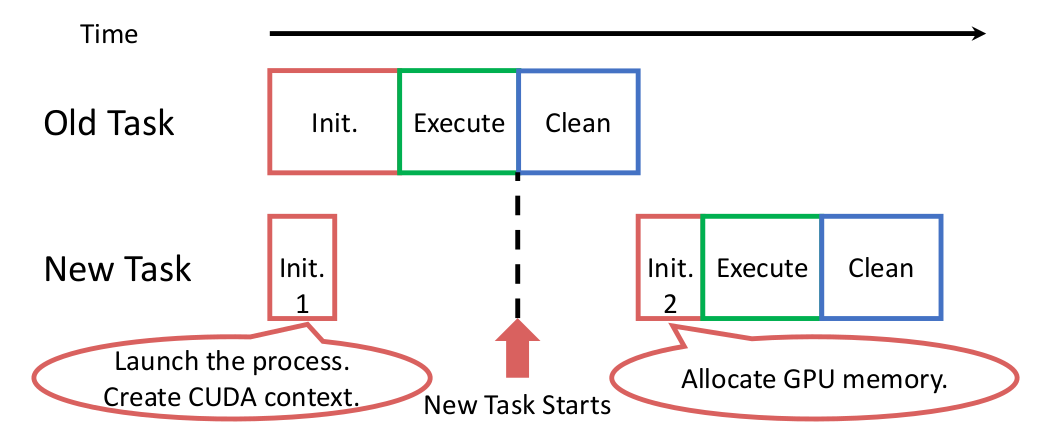 Time
Old Task
Init.
Execute
Clean
New Task
Init.
1
Init.
2
Execute
Clean
Launch the process.
Create CUDA context.
New Task Starts
Allocate GPU memory.